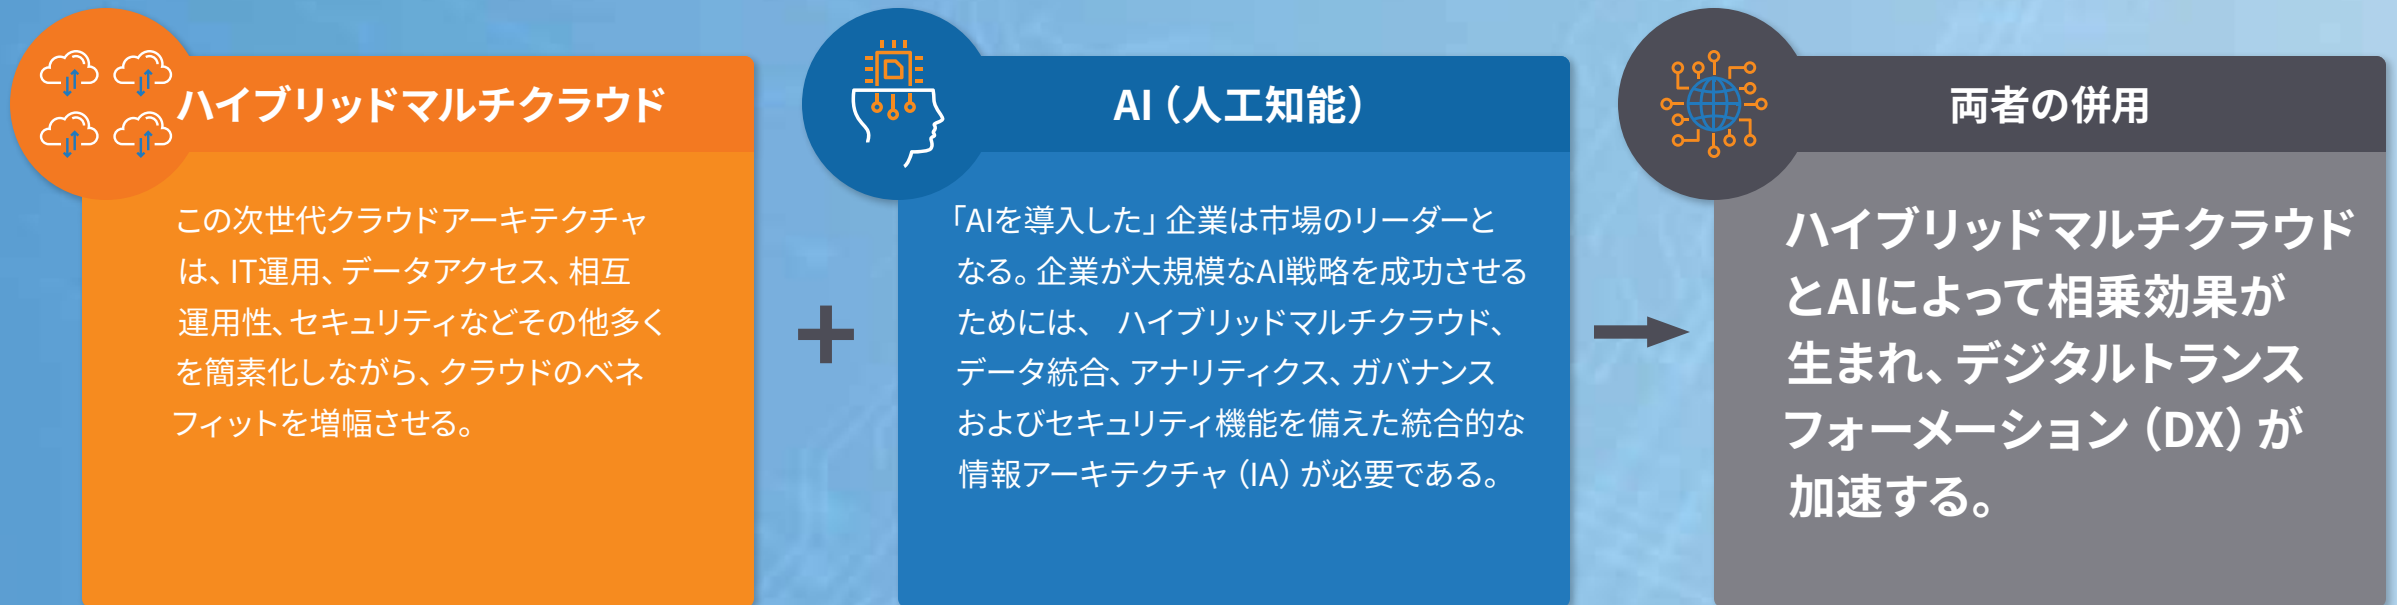 ハイブリッドマルチクラウド
この次世代クラウドアーキテクチャ
は、IT運用、データアクセス、相互
運用性、セキュリティなどその他多く
を簡素化しながら、クラウドのベネ
フィットを増幅させる。
AI（人工知能）
「AIを導入した」企業は市場のリーダーと
なる。企業が大規模なAI戦略を成功させる
ためには、 ハイブリッドマルチクラウド、
データ統合、アナリティクス、ガバナンス
およびセキュリティ機能を備えた統合的な
情報アーキテクチャ（IA）が必要である。
両者の併用
ハイブリッドマルチクラウド
とAIによって相乗効果が
生まれ、デジタルトランス
フォーメーション（DX）が
加速する。